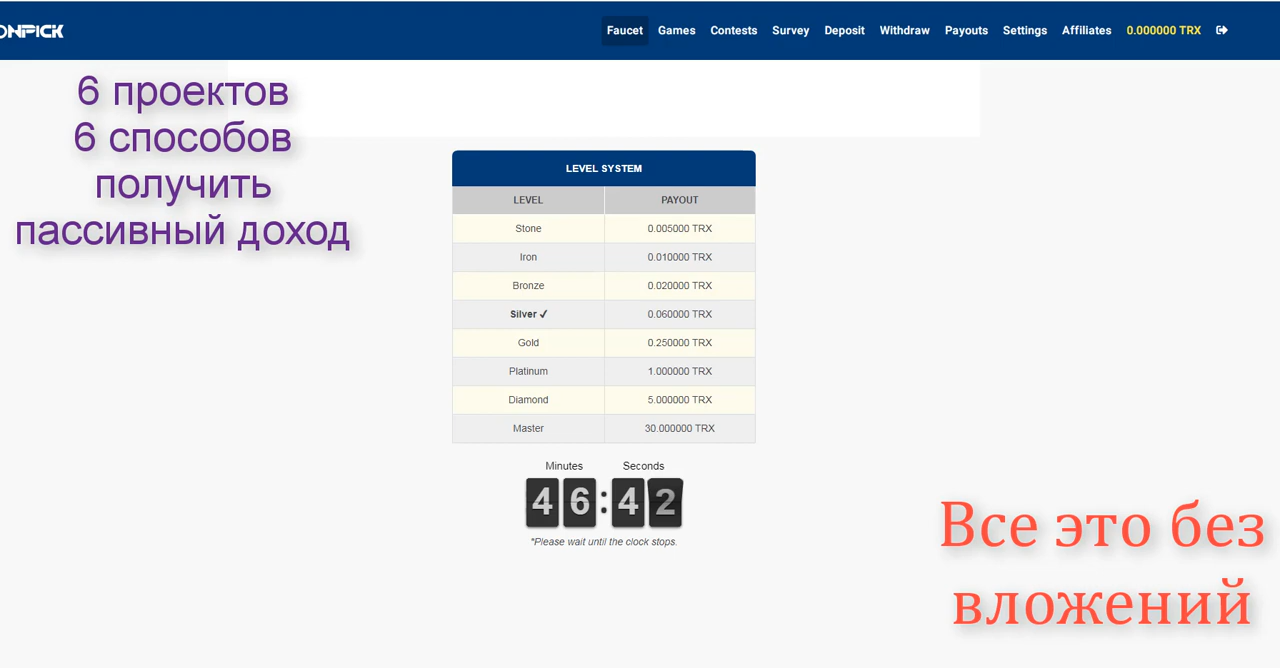 ONPICK
Faucet Games Contests Survey Deposit Withdraw Payouts Settings Affiliates 0.000000 TRX
6 проектов
6 способов
получить
пассивный доход
LEVEL SYSTEM
LEVEL PAYOUT
Stone 0.005000 TRX
Iron 0.010000 TRX
Bronze 0.020000 TRX
Silver ✓ 0.060000 TRX
Gold 0.250000 TRX
Platinum 1.000000 TRX
Diamond 5.000000 TRX
Master 30.000000 TRX
Minutes Seconds
46:42
*Please wait until the clock stops.
Все это без
вложений